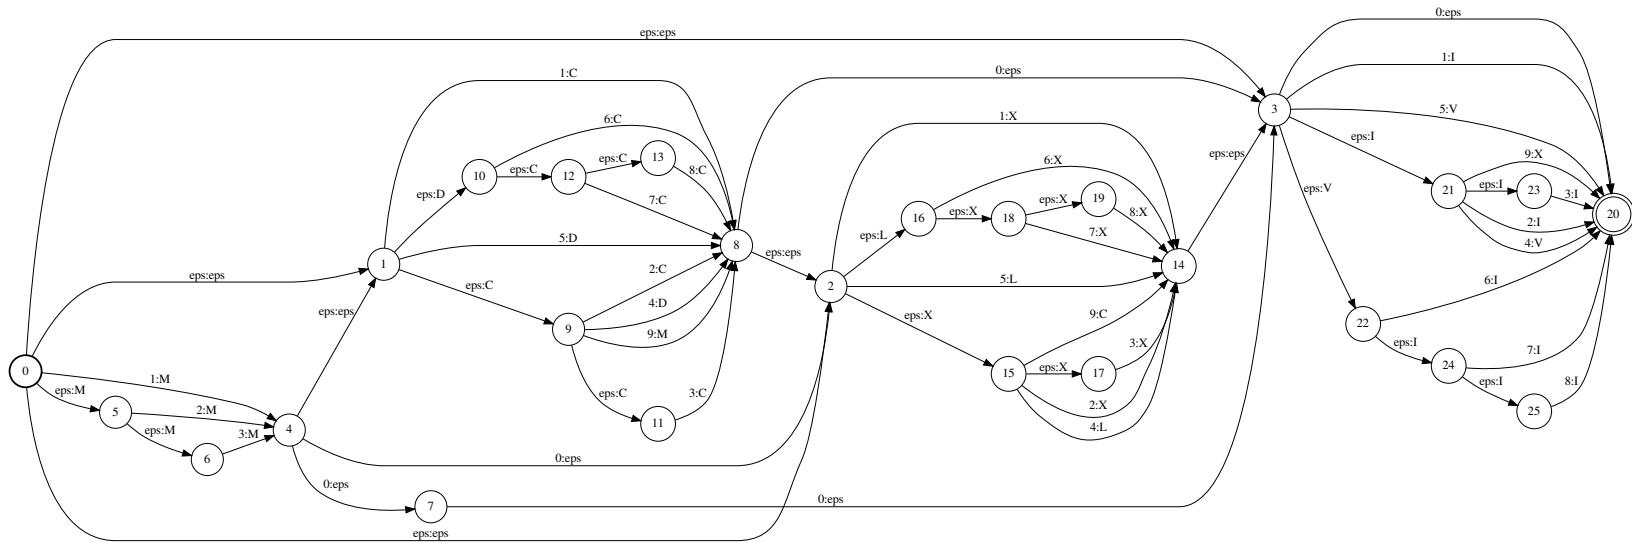 0:eps
eps:eps
1:I
1:C
0:eps
5:V
3
eps:I
1:X
6:C
13
eps:C
9:X
eps:C
8:C
6:X
10
12
eps:V
21
eps:I
23
3:I
eps:D
7:C
19
eps:X
2:I
20
16
eps:X
18
8:X
eps:eps
4:V
eps:L
7:X
5:D
8
eps:eps
1
2:C
14
eps:eps
5:L
6:I
eps:C
2
4:D
eps:X
9:C
22
eps:eps
9
9:M
3:X
eps:I
7:I
0
1:M
15
eps:X
17
24
eps:M
eps:I
8:I
5
2:M
eps:C
3:C
2:X
25
4
11
4:L
eps:M
3:M
6
0:eps
0:eps
7
0:eps
eps:eps